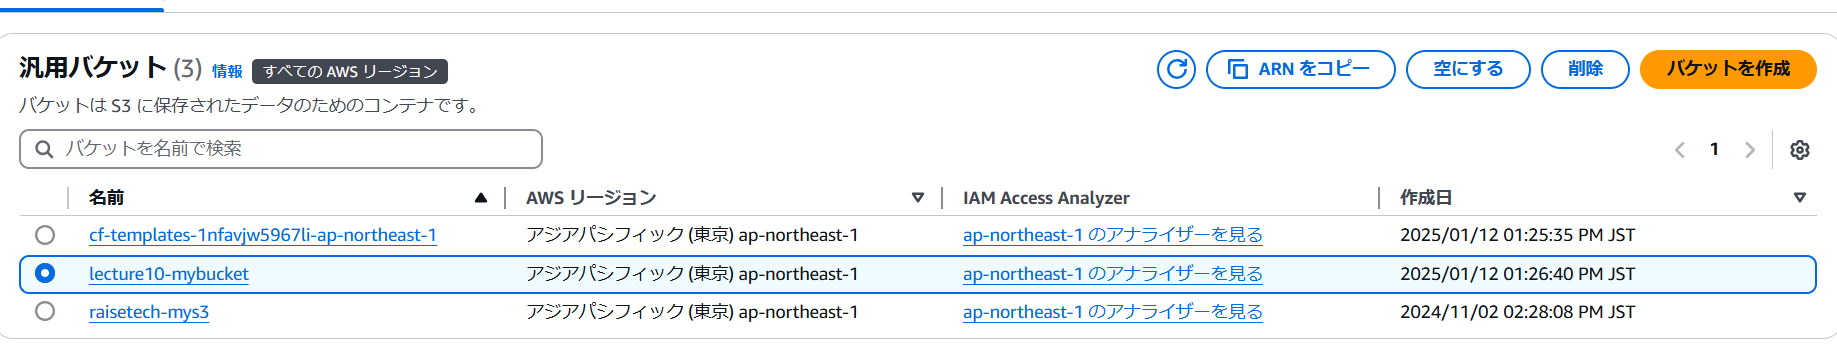 汎用バケット (3) 情報 すべての AWS リージョン
ARN をコピー 空にする 削除 バケットを作成
バケットは S3 に保存されたデータのためのコンテナです。
バケットを名前で検索 1
名前 AWS リージョン IAM Access Analyzer 作成日
cf-templates-1nfavjw5967li-ap-northeast-1 アジアパシフィック (東京) ap-northeast-1 ap-northeast-1 のアナライザーを見る 2025/01/12 01:25:35 PM JST
lecture10-mybucket アジアパシフィック (東京) ap-northeast-1 ap-northeast-1 のアナライザーを見る 2025/01/12 01:26:40 PM JST
raisetech-mys3 アジアパシフィック (東京) ap-northeast-1 ap-northeast-1 のアナライザーを見る 2024/11/02 02:28:08 PM JST